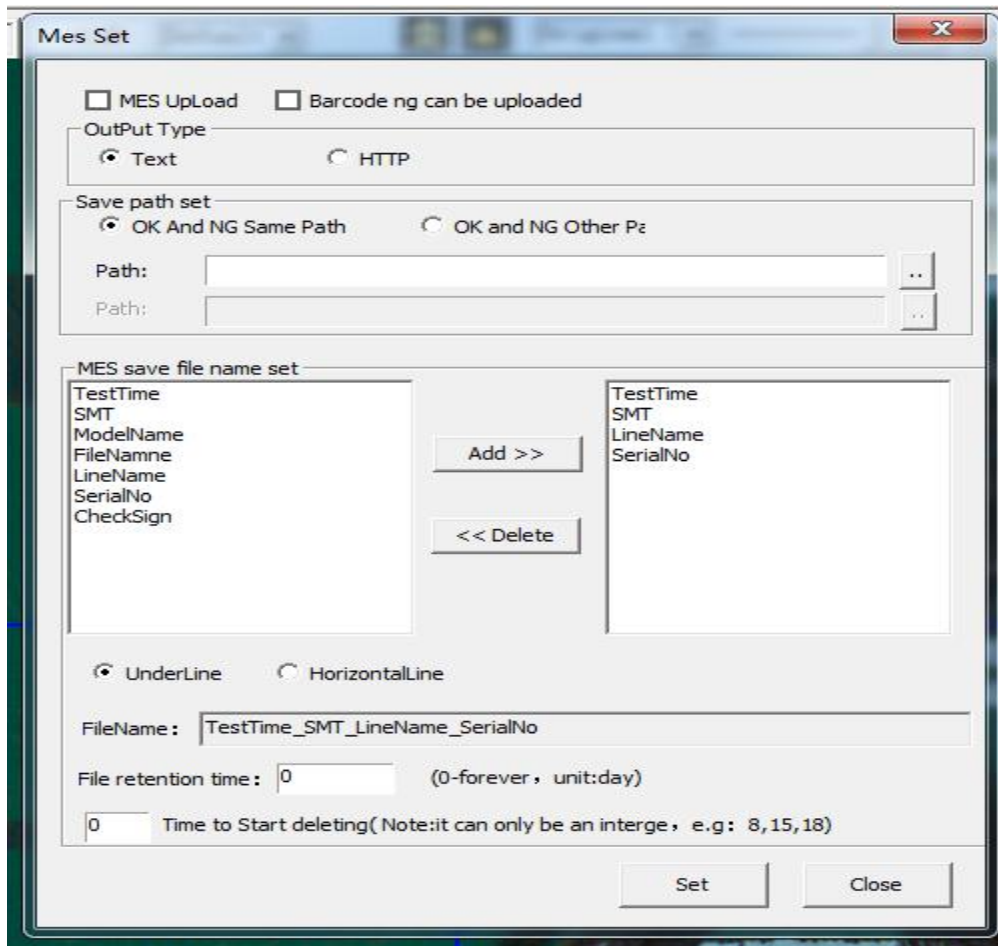 Mes Set
MES UpLoad Barcode ng can be uploaded
OutPut Type
Text HTTP
Save path set
OK And NG Same Path OK and NG Other Pa
Path: ..
Path: ..
MES save file name set
TestTime
SMT
ModelName
FileNamne
LineName
SerialNo
CheckSign
Add >>
<< Delete
TestTime
SMT
LineName
SerialNo
UnderLine HorizontalLine
FileName: TestTime_SMT_LineName_SerialNo
File retention time: 0 (0-forever, unit:day)
0 Time to Start deleting(Note:it can only be an interge, e.g: 8,15,18)
Set Close